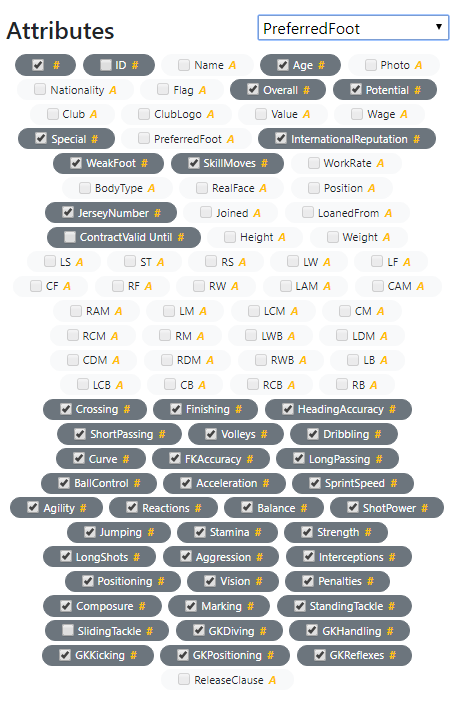 Attributes PreferredFoot
# ID # Name A Age # Photo A
Nationality A Flag A Overall # Potential #
Club A ClubLogo A Value A Wage A
Special # PreferredFoot A InternationalReputation #
WeakFoot # SkillMoves # WorkRate A
BodyType A RealFace A Position A
JerseyNumber # Joined A LoanedFrom A
ContractValid Until # Height A Weight A
LS A ST A RS A LW A LF A
CF A RF A RW A LAM A CAM A
RAM A LM A LCM A CM A
RCM A RM A LWB A LDM A
CDM A RDM A RWB A LB A
LCB A CB A RCB A RB A
Crossing # Finishing # HeadingAccuracy #
ShortPassing # Volleys # Dribbling #
Curve # FKAccuracy # LongPassing #
BallControl # Acceleration # SprintSpeed #
Agility # Reactions # Balance # ShotPower #
Jumping # Stamina # Strength #
LongShots # Aggression # Interceptions #
Positioning # Vision # Penalties #
Composure # Marking # StandingTackle #
SlidingTackle # GKDiving # GKHandling #
GKKicking # GKPositioning # GKReflexes #
ReleaseClause A